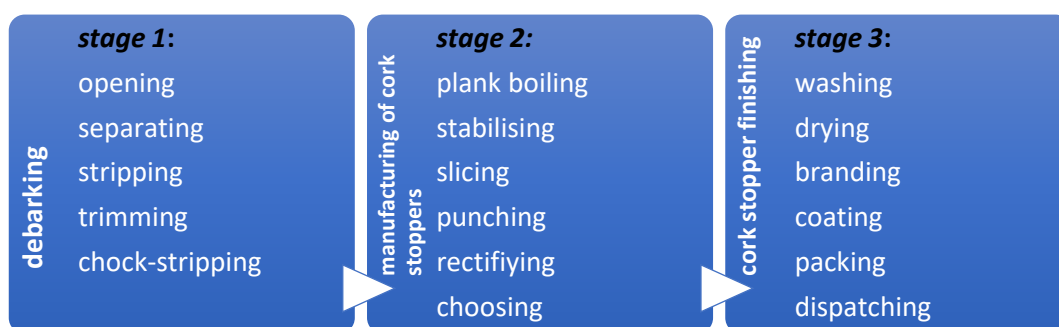 debarking
stage 1:
opening
separating
stripping
trimming
chock-stripping
manufacturing of cork
stoppers
stage 2:
plank boiling
stabilising
slicing
punching
rectifiying
choosing
cork stopper finishing
stage 3:
washing
drying
branding
coating
packing
dispatching